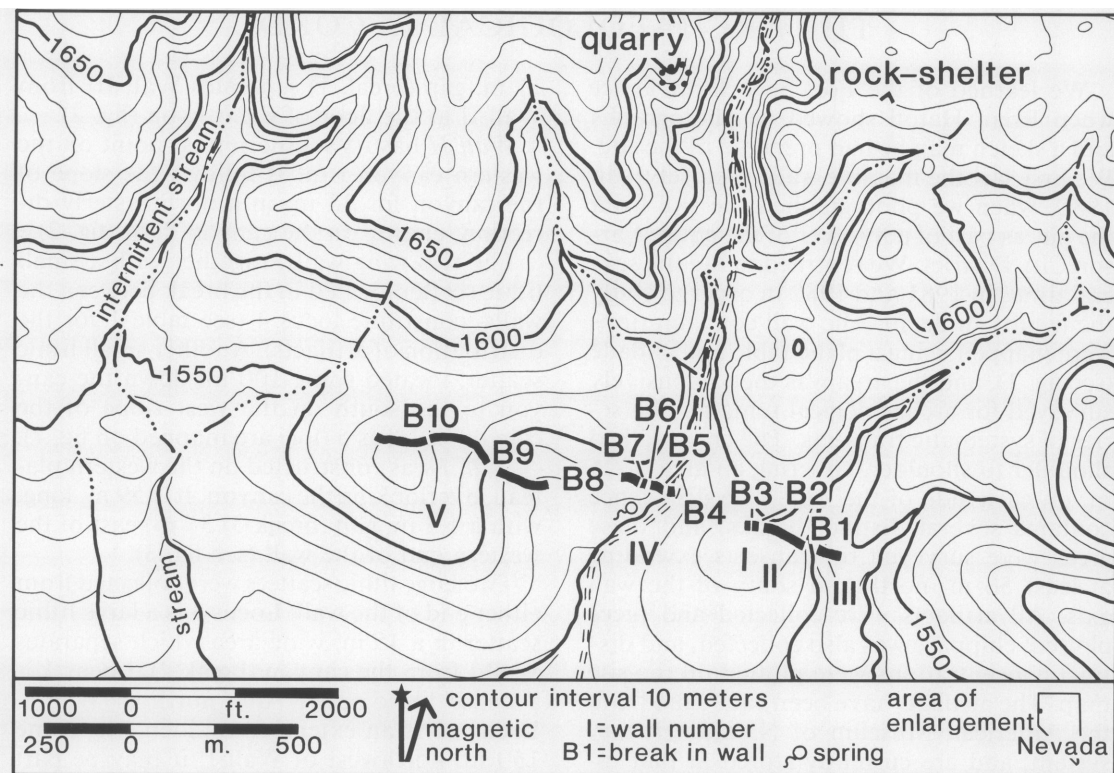 quarry
rock-shelter
1650
intermittent stream
1650
1600
1600
1550
B10
B6
B7
B5
B9
B8
B3
B2
B4
B1
V
IV
II
III
stream
1550
1000 0 ft. 2000
250 0 m. 500
magnetic
north
contour interval 10 meters
I-wall number
B1-break in wall
spring
area of
enlargement
Nevada